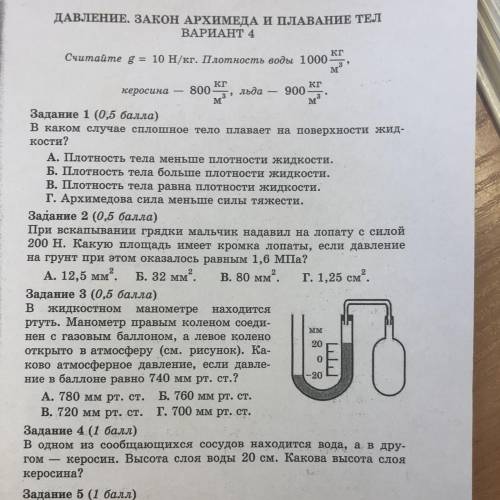 ДАВЛЕНИЕ. ЗАКОН АРХИМЕДА И ПЛАВАНИЕ ТЕЛ
ВАРИАНТ 4
Считайте g = 10 Н/кг. Плотность воды 1000 кг/м³,
керосина — 800 кг/м³, льда — 900 кг/м³.
Задание 1 (0,5 балла)
В каком случае сплошное тело плавает на поверхности жид-
кости?
А. Плотность тела меньше плотности жидкости.
Б. Плотность тела больше плотности жидкости.
В. Плотность тела равна плотности жидкости.
Г. Архимедова сила меньше силы тяжести.
Задание 2 (0,5 балла)
При вскапывании грядки мальчик надавил на лопату с силой
200 Н. Какую площадь имеет кромка лопаты, если давление
на грунт при этом оказалось равным 1,6 МПа?
А. 12,5 мм². Б. 32 мм². В. 80 мм². Г. 1,25 см².
Задание 3 (0,5 балла)
В жидкостном манометре находится
ртуть. Манометр правым коленом соеди-
нен с газовым баллоном, а левое колено
открыто в атмосферу (см. рисунок). Ка-
ково атмосферное давление, если давле-
ние в баллоне равно 740 мм рт. ст.?
А. 780 мм рт. ст. Б. 760 мм рт. ст.
В. 720 мм рт. ст. Г. 700 мм рт. ст.
мм
20
0
-20
Задание 4 (1 балл)
В одном из сообщающихся сосудов находится вода, а в дру-
гом — керосин. Высота слоя воды 20 см. Какова высота слоя
керосина?
Задание 5 (1 балл)